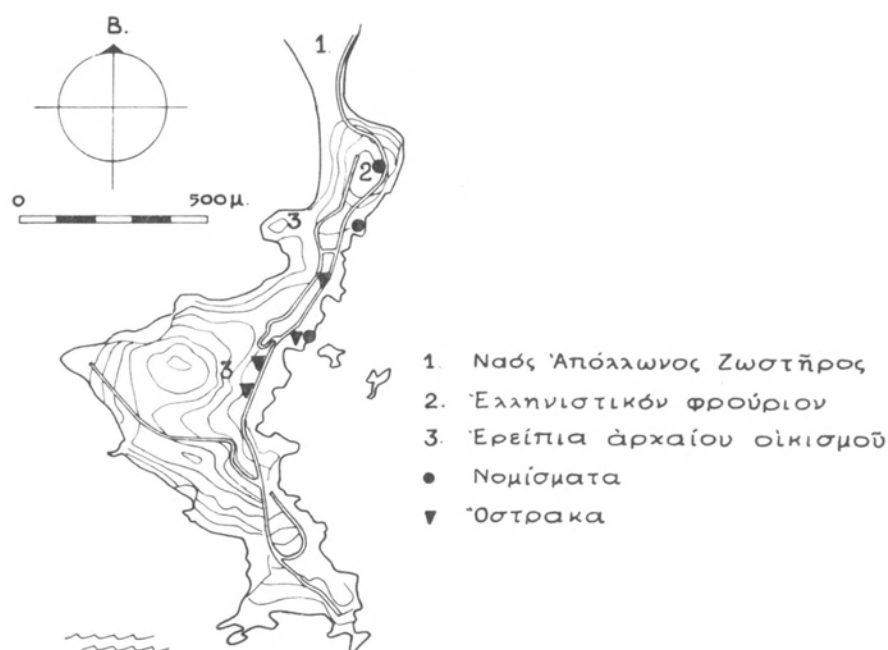 Β.
1.
0 500μ.
2
3
3
1. Ναός Ἀπόλλωνος Ζωστῆρος
2. Ἑλληνιστικόν φρούριον
3. Ἐρείπια ἀρχαίου οἰκισμοῦ
● Νομίσματα
▼ Ὄστρακα